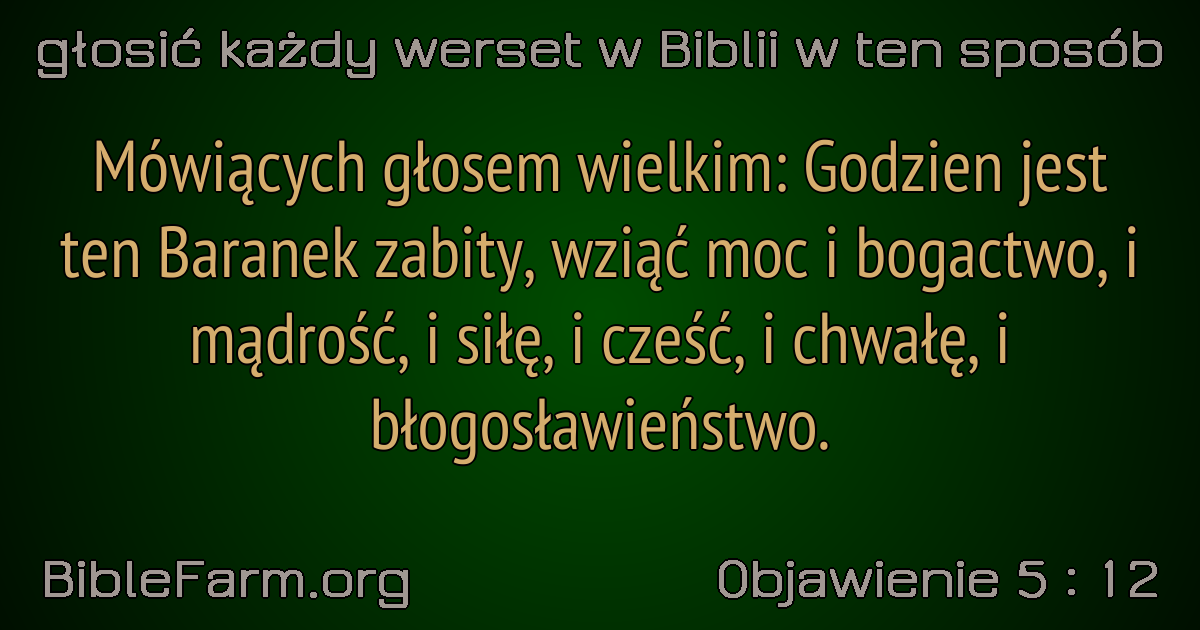 głosić każdy werset w Biblii w ten sposób
Mówiących głosem wielkim: Godzien jest
ten Baranek zabity, wziąć moc i bogactwo, i
mądrość, i siłę, i cześć, i chwałę, i
błogosławieństwo.
BibleFarm.org
Objawienie 5 : 12